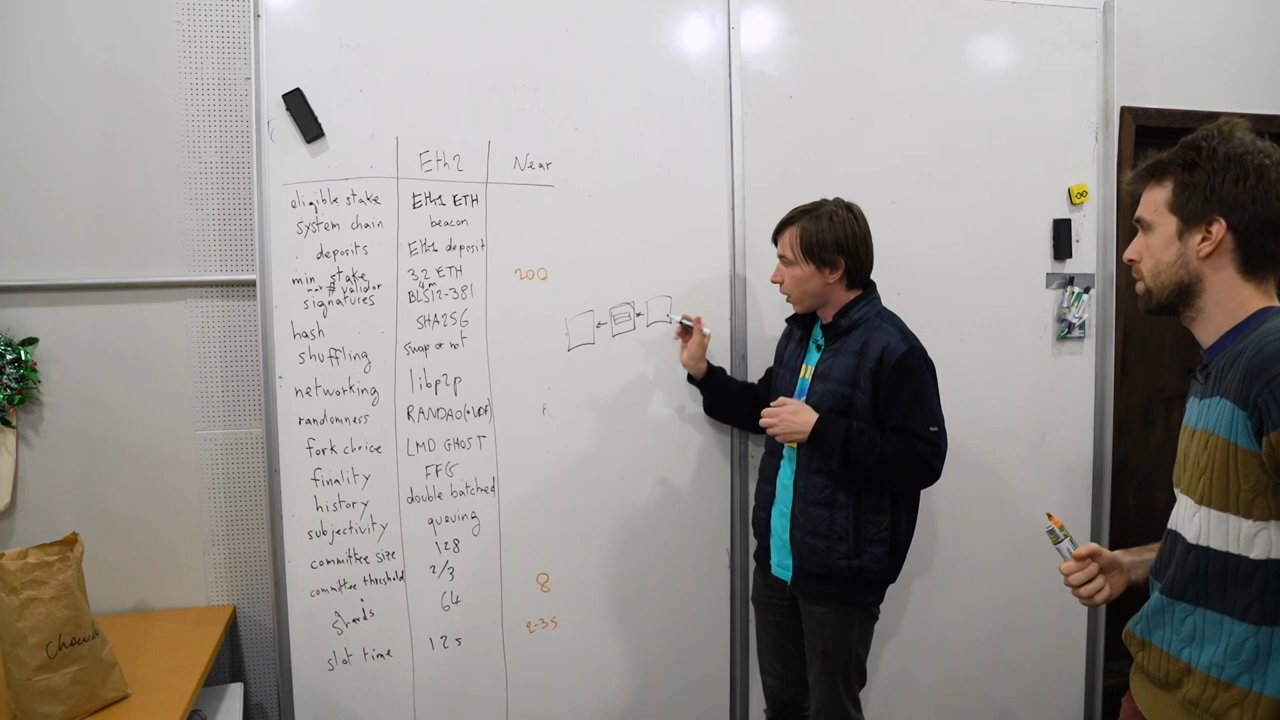 Eth2 Near
eligible stake Eth1 ETH
system chain beacon
deposits Eth1 deposit
min stake 32 ETH 200
max # validor 4m
signatures BLS12-381
hash SHA256
shuffling swap or not
networking libp2p
randomness RANDAO(+VDF)
fork choice LMD GHOST
finality FFG
history double batched
subjectivity queuing
committee size 128
committee threshold 2/3
shards 64 8
slot time 12s 2-3s